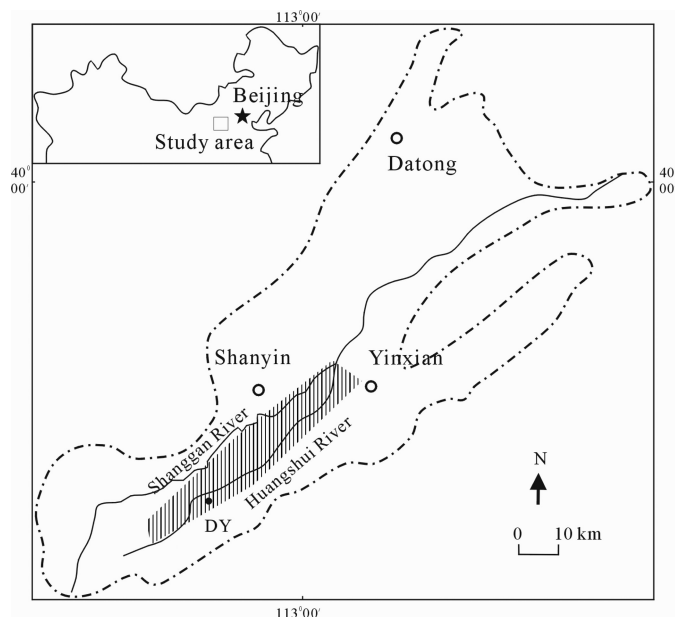 113°00′
Beijing
Study area
Datong
40°
00′
40
00′
Shanyin
Yinxian
Shanggan River
Huangshui River
DY
N
0 10 km
113°00′